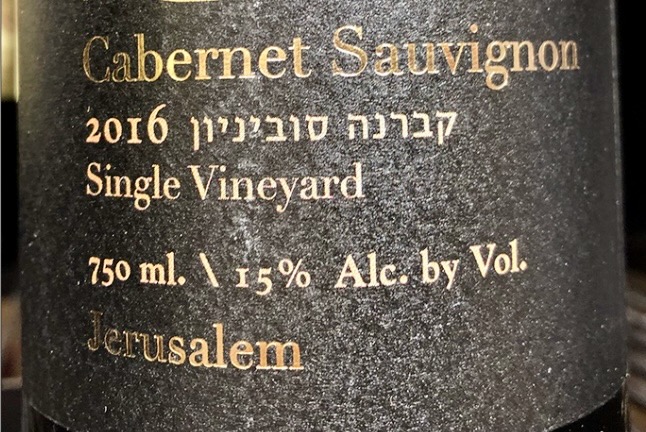 Cabernet Sauvignon
2016 קברנה סוביניון
Single Vineyard
750 ml. \ 15% Alc. by Vol.
Jerusalem